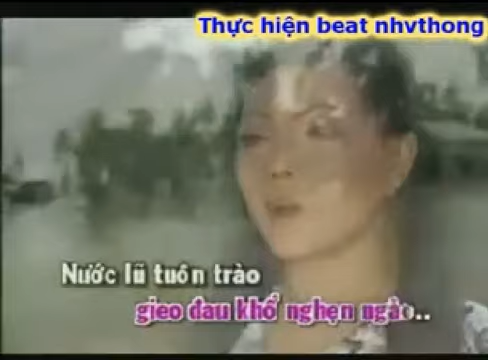 Thực hiện beat nhvthong
Nước lũ tuôn trào
gieo đau khổ nghẹn ngào..